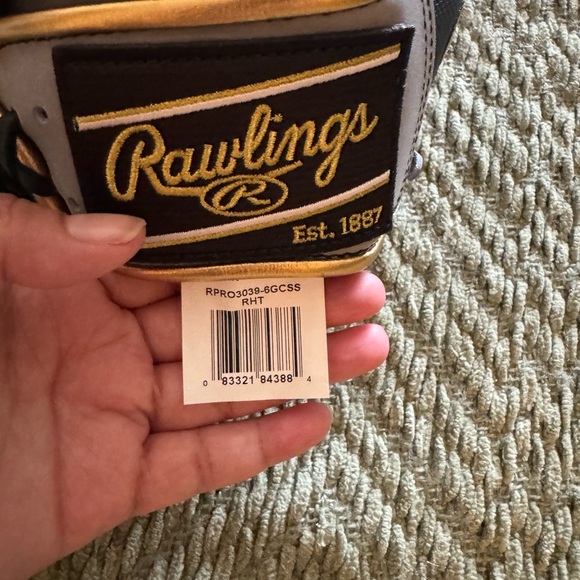 Rawlings
R
Est. 1887
RPRO3039-6GCSS
RHT
0 83321 84388 4